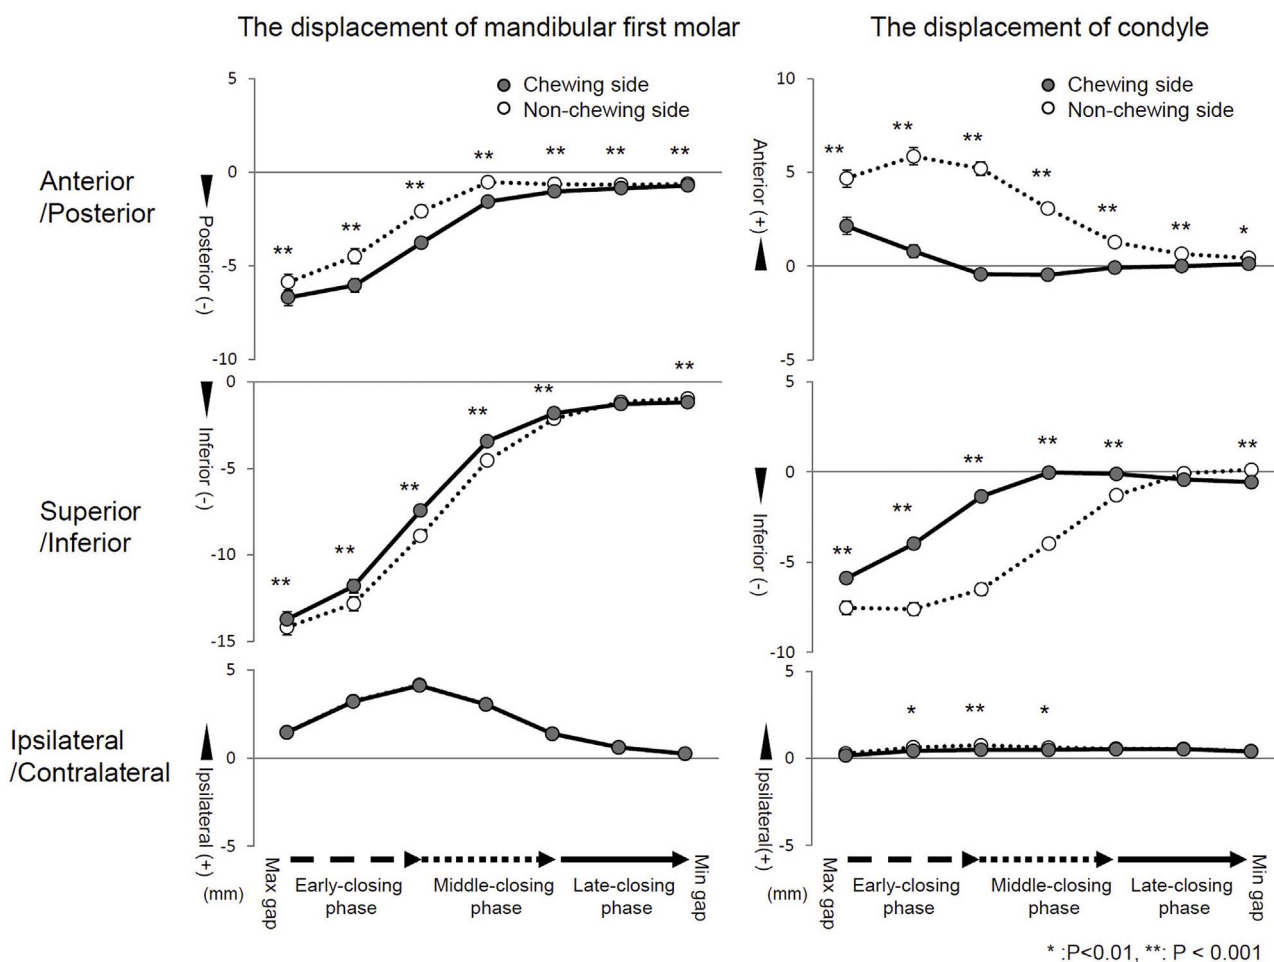 The displacement of mandibular first molar
The displacement of condyle
Anterior
/Posterior
Posterior (-)
5
0
-5
-10
Chewing side
Non-chewing side
** ** ** ** ** ** **
Anterior (+)
10
5
0
-5
Chewing side
Non-chewing side
** ** ** ** ** ** *
Superior
/Inferior
Inferior (-)
0
-5
-10
-15
** ** ** ** ** **
Inferior (-)
5
0
-5
-10
** ** ** ** ** **
Ipsilateral
/Contralateral
Ipsilateral (+)
5
0
-5
Ipsilateral(+)
5
0
-5
* ** *
(mm)
Max gap
Early-closing
phase
Middle-closing
phase
Late-closing
phase
Min gap
(mm)
Max gap
Early-closing
phase
Middle-closing
phase
Late-closing
phase
Min gap
* :P<0.01, **: P < 0.001